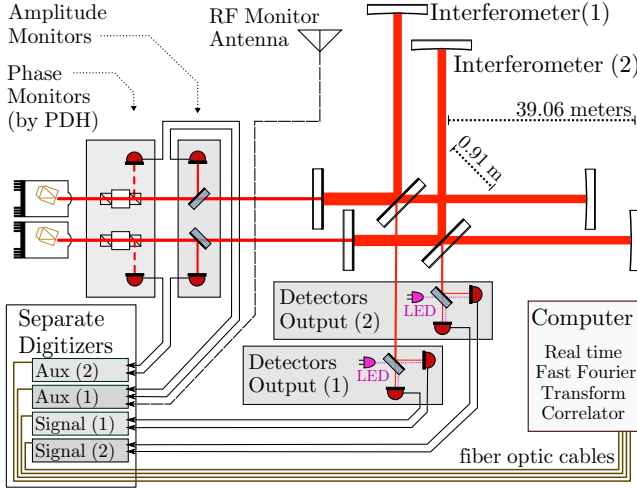 Amplitude
Monitors
RF Monitor
Antenna
Interferometer(1)
Interferometer (2)
Phase
Monitors
(by PDH)
39.06 meters
0.91 m
Detectors
Output (2)
LED
Detectors
Output (1)
LED
Separate
Digitizers
Aux (2)
Aux (1)
Signal (1)
Signal (2)
Computer
Real time
Fast Fourier
Transform
Correlator
fiber optic cables